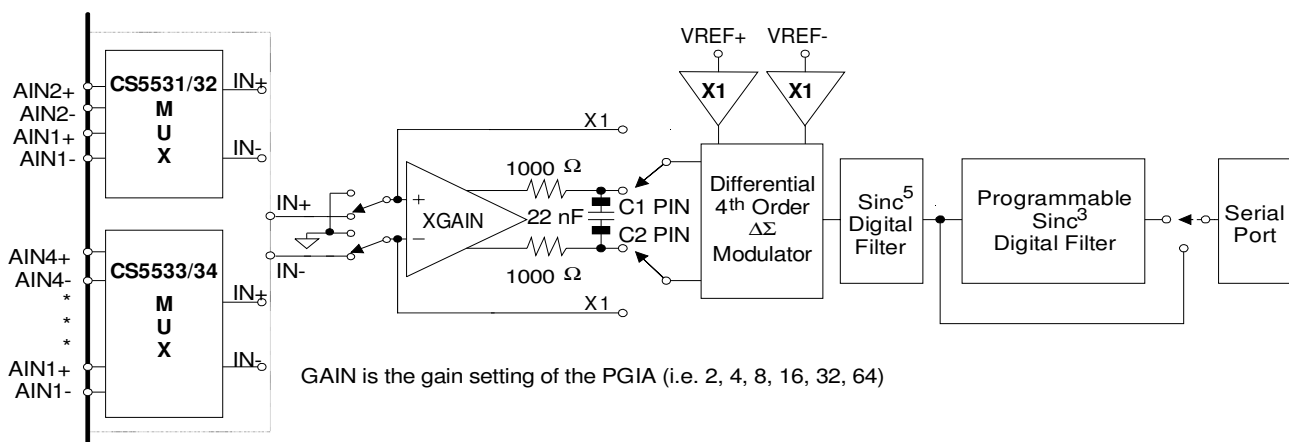 VREF+
VREF-
X1
X1
CS5531/32
M
U
X
IN+
IN-
AIN2+
AIN2-
AIN1+
AIN1-
CS5533/34
M
U
X
IN+
IN-
AIN4+
AIN4-
*
*
*
AIN1+
AIN1-
IN+
IN-
X1
+
XGAIN
−
X1
1000 Ω
22 nF
C1 PIN
C2 PIN
1000 Ω
Differential
4th Order
ΔΣ
Modulator
Sinc5
Digital
Filter
Programmable
Sinc3
Digital Filter
Serial
Port
GAIN is the gain setting of the PGIA (i.e. 2, 4, 8, 16, 32, 64)